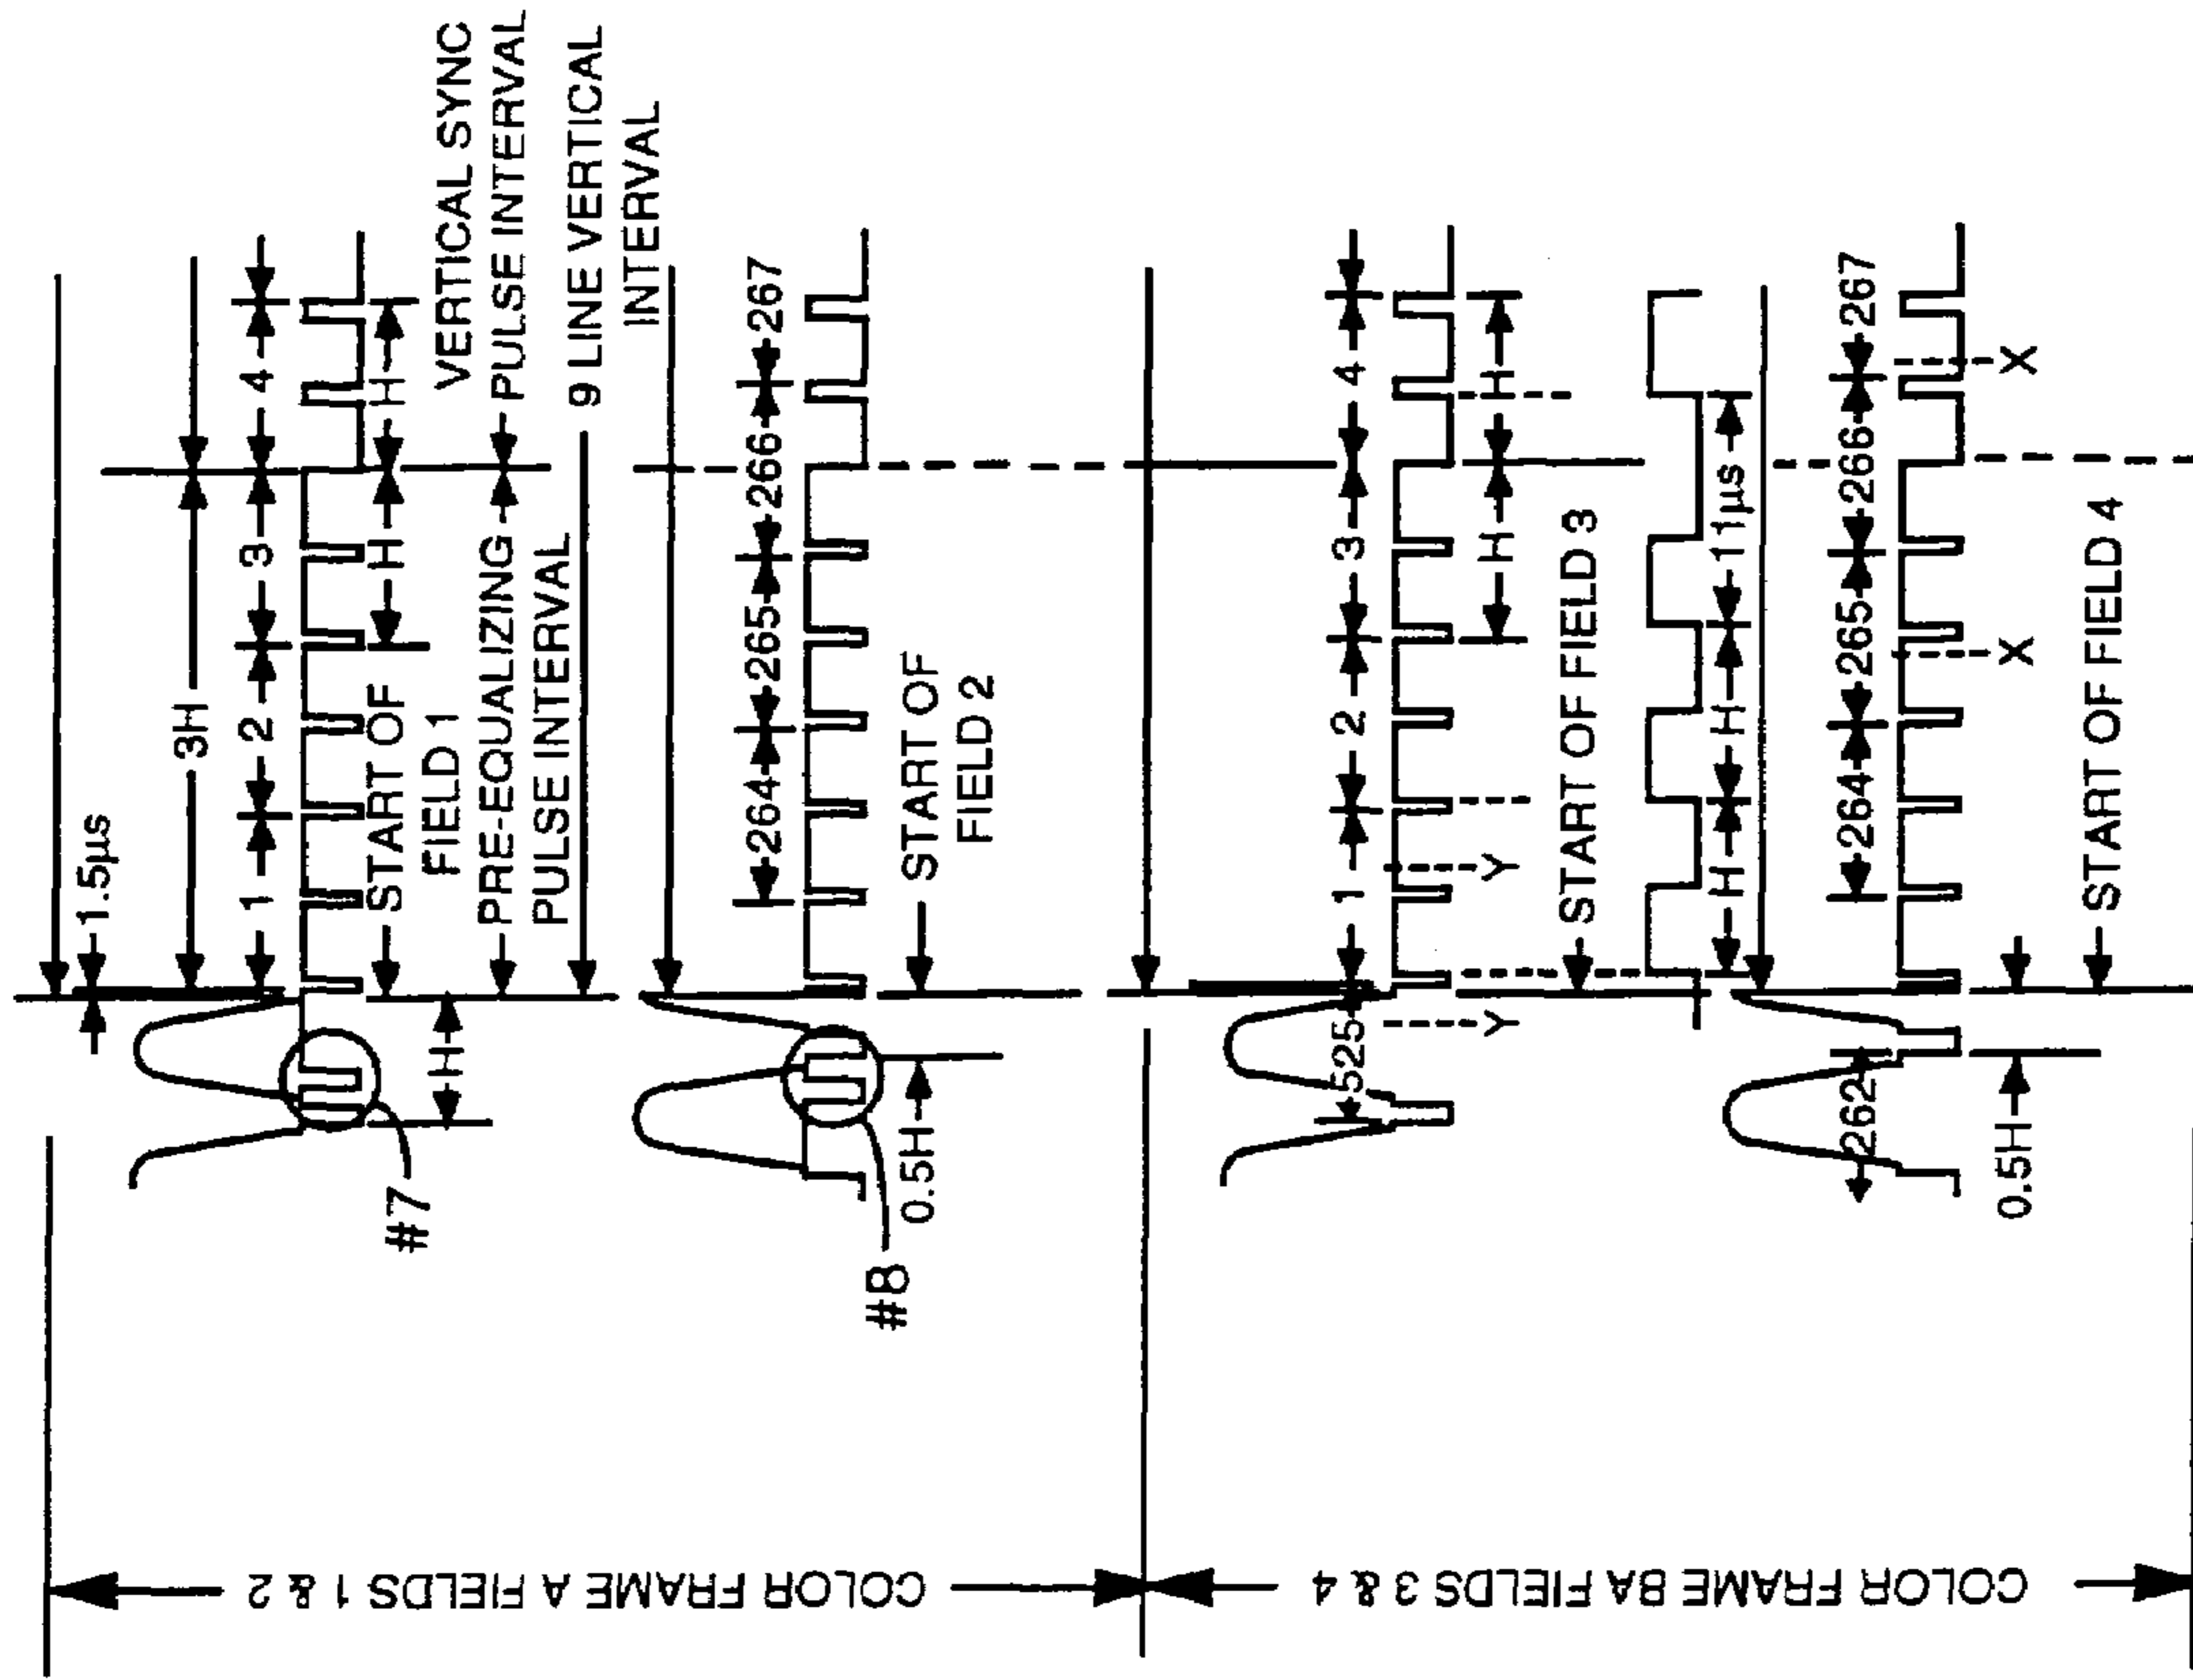 COLOR FRAME A FIELDS 1 & 2
1.5µs
3H
1 2 3 4
H H H
START OF
FIELD 1
#7
VERTICAL SYNC
PRE-EQUALIZING PULSE INTERVAL
PULSE INTERVAL
9 LINE VERTICAL
INTERVAL
264 265 266 267
START OF
FIELD 2
0.5H
#8
COLOR FRAME BA FIELDS 3 & 4
525 1 2 3 4
Y Y
H H
START OF FIELD 3
H H 11µs
262 264 265 266 267
X X
0.5H
START OF FIELD 4